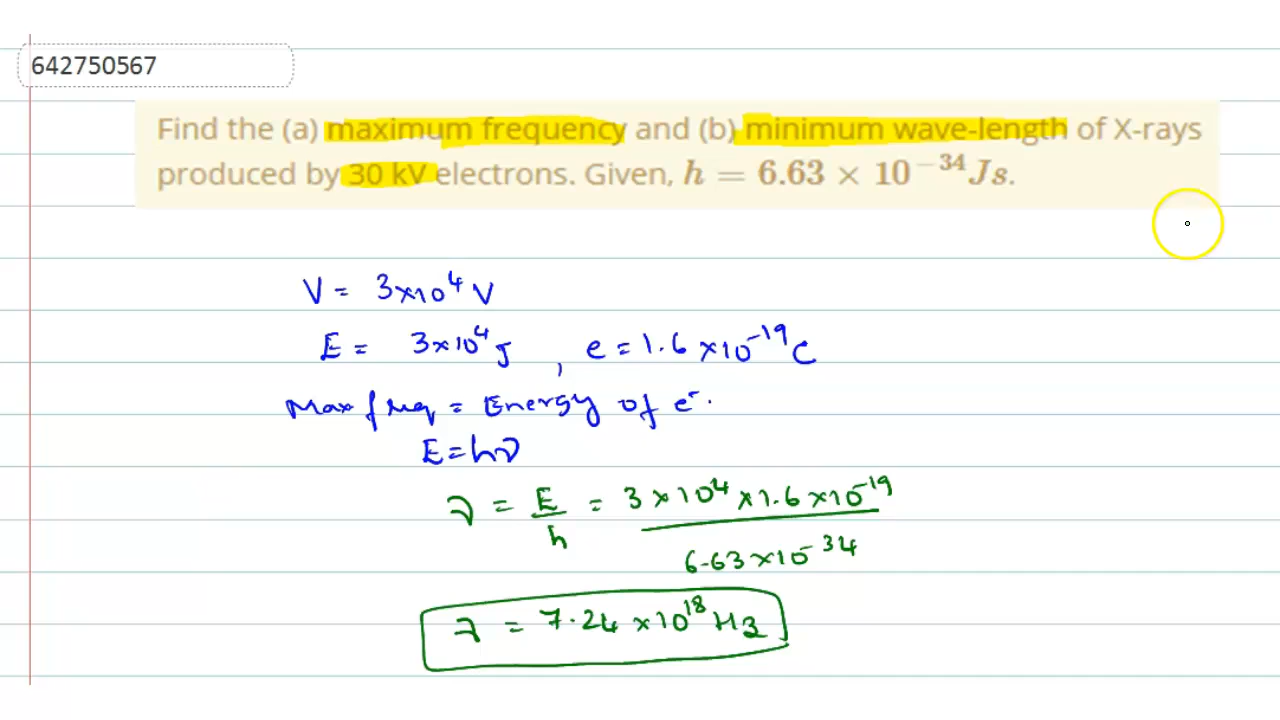 642750567
Find the (a) maximum frequency and (b) minimum wave-length of X-rays
produced by 30 kV electrons. Given, h = 6.63 × 10⁻³⁴ Js.
V = 3×10⁴ V
E = 3×10⁴ J , e = 1.6 ×10⁻¹⁹ C
Max freq = Energy of e⁻.
E = hν
ν = E/h = 3 ×10⁴ ×1.6 ×10⁻¹⁹ / 6.63 ×10⁻³⁴
ν = 7.24 ×10¹⁸ Hz